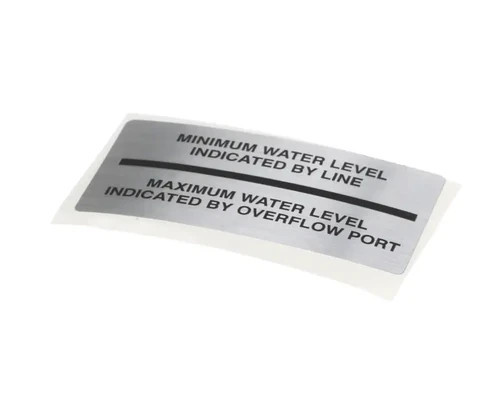 MINIMUM WATER LEVEL
INDICATED BY LINE
MAXIMUM WATER LEVEL
INDICATED BY OVERFLOW PORT